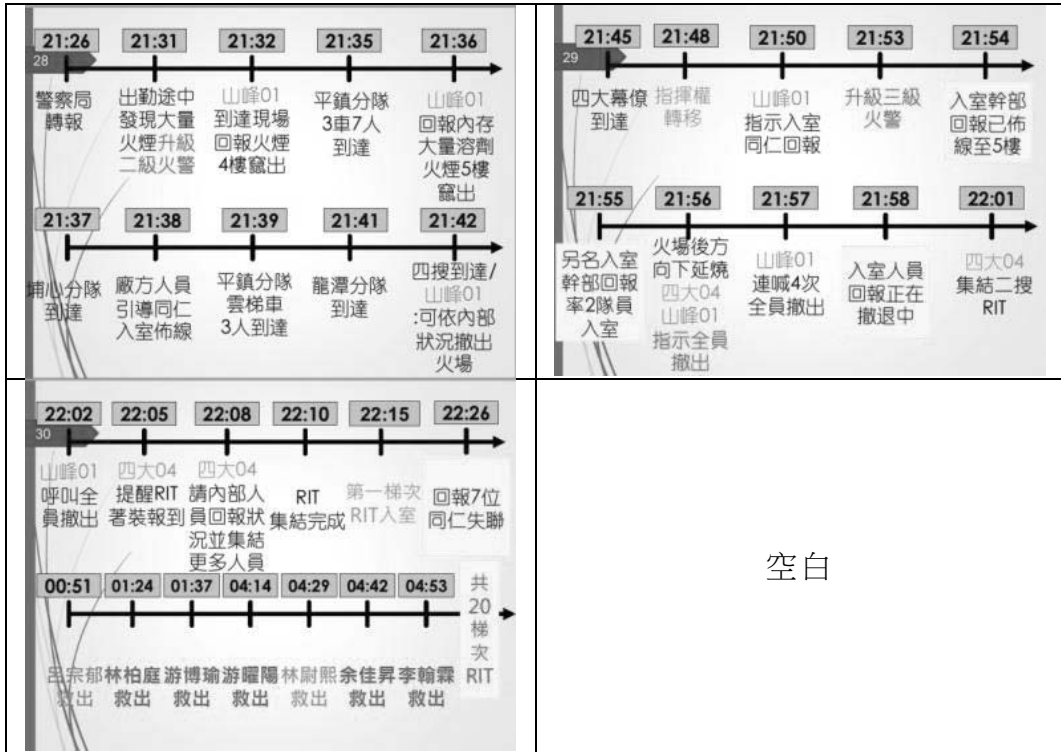 21:26 21:31 21:32 21:35 21:36
28
警察局
轉報
出勤途中
發現大量
火煙升級
二級火警
山峰01
到達現場
回報火煙
4樓竄出
平鎮分隊
3車7人
到達
山峰01
回報內存
大量溶劑
火煙5樓
竄出
21:37 21:38 21:39 21:41 21:42
埔心分隊
到達
廠方人員
引導同仁
入室佈線
平鎮分隊
雲梯車
3人到達
龍潭分隊
到達
四搜到達/
山峰01
:可依內部
狀況撤出
火場
21:45 21:48 21:50 21:53 21:54
29
四大幕僚
到達
指揮權
轉移
山峰01
指示入室
同仁回報
升級三級
火警
入室幹部
回報已佈
線至5樓
21:55 21:56 21:57 21:58 22:01
另名入室
幹部回報
率2隊員
入室
火場後方
向下延燒
四大04
山峰01
指示全員
撤出
山峰01
連喊4次
全員撤出
入室人員
回報正在
撤退中
四大04
集結二搜
RIT
22:02 22:05 22:08 22:10 22:15 22:26
30
山峰01
呼叫全
員撤出
四大04
提醒RIT
著裝報到
四大04
請內部人
員回報狀
況並集結
更多人員
RIT
集結完成
第一梯次
RIT入室
回報7位
同仁失聯
00:51 01:24 01:37 04:14 04:29 04:42 04:53
呂宗郁
救出
林柏庭
救出
游博瑜
救出
游曜陽
救出
林尉熙
救出
余佳昇
救出
李翰霖
救出
共
20
梯
次
RIT
空白